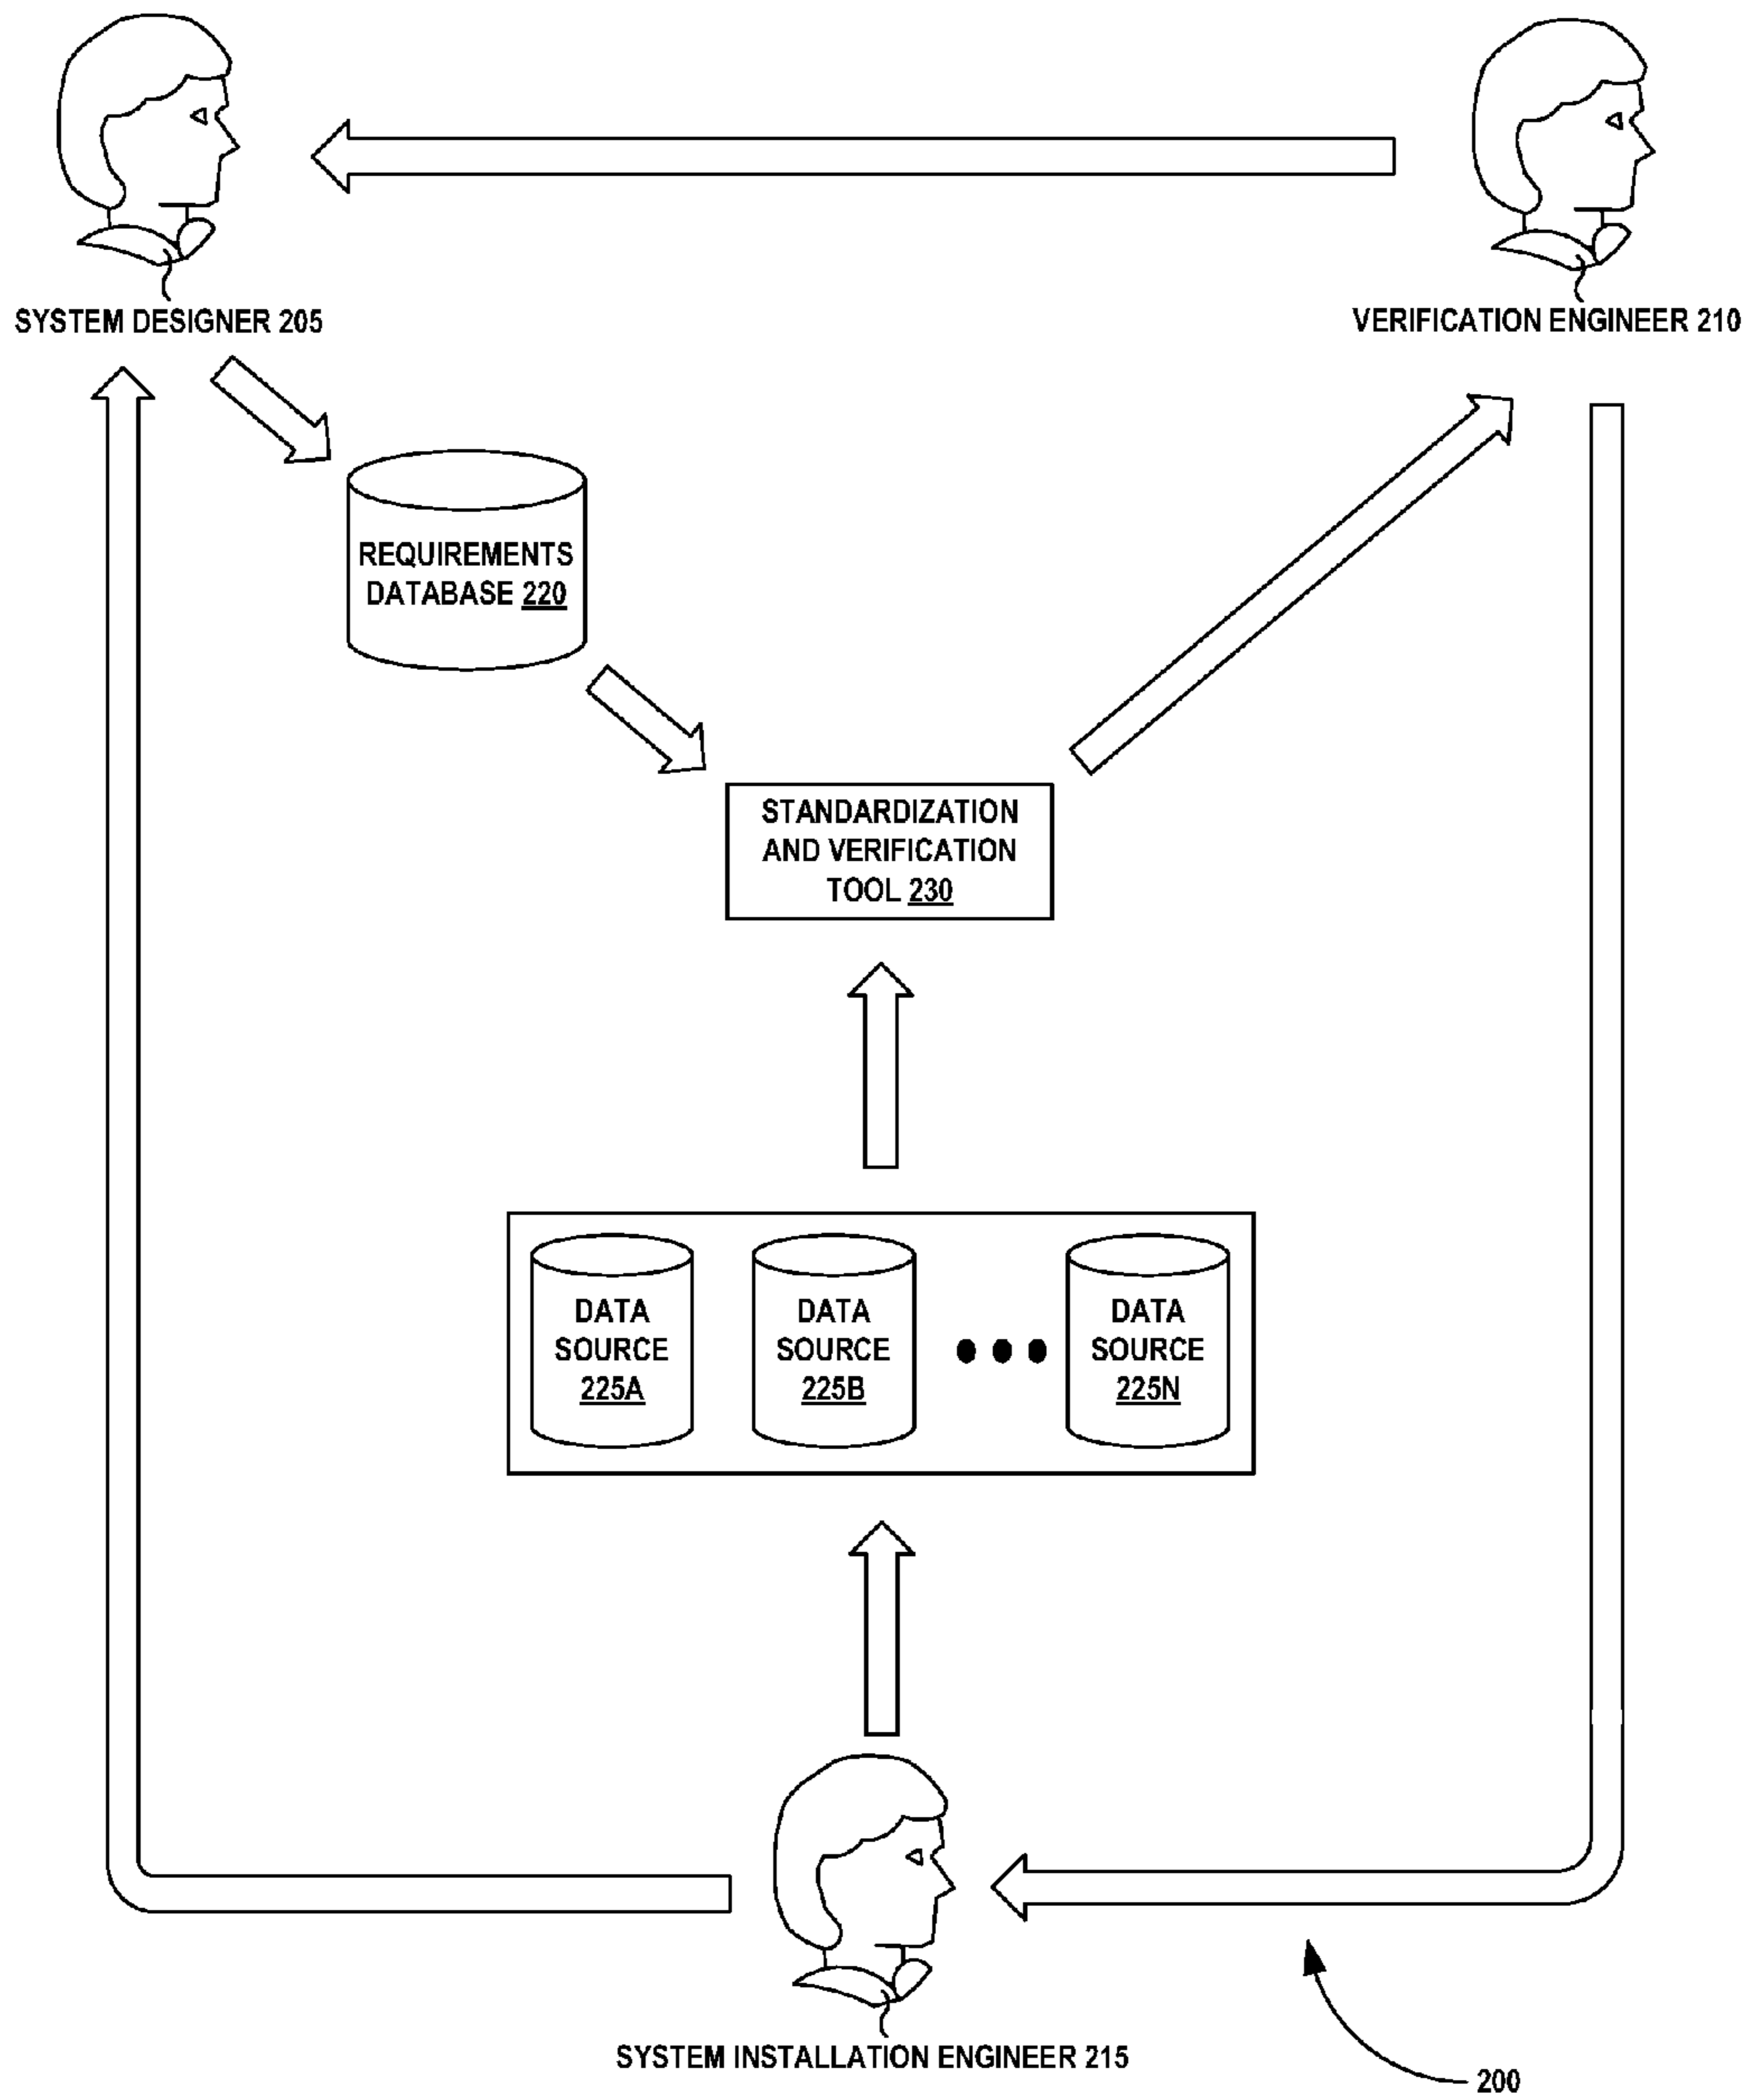 SYSTEM DESIGNER 205
VERIFICATION ENGINEER 210
REQUIREMENTS
DATABASE 220
STANDARDIZATION
AND VERIFICATION
TOOL 230
DATA
SOURCE
225A
DATA
SOURCE
225B
DATA
SOURCE
225N
SYSTEM INSTALLATION ENGINEER 215
200